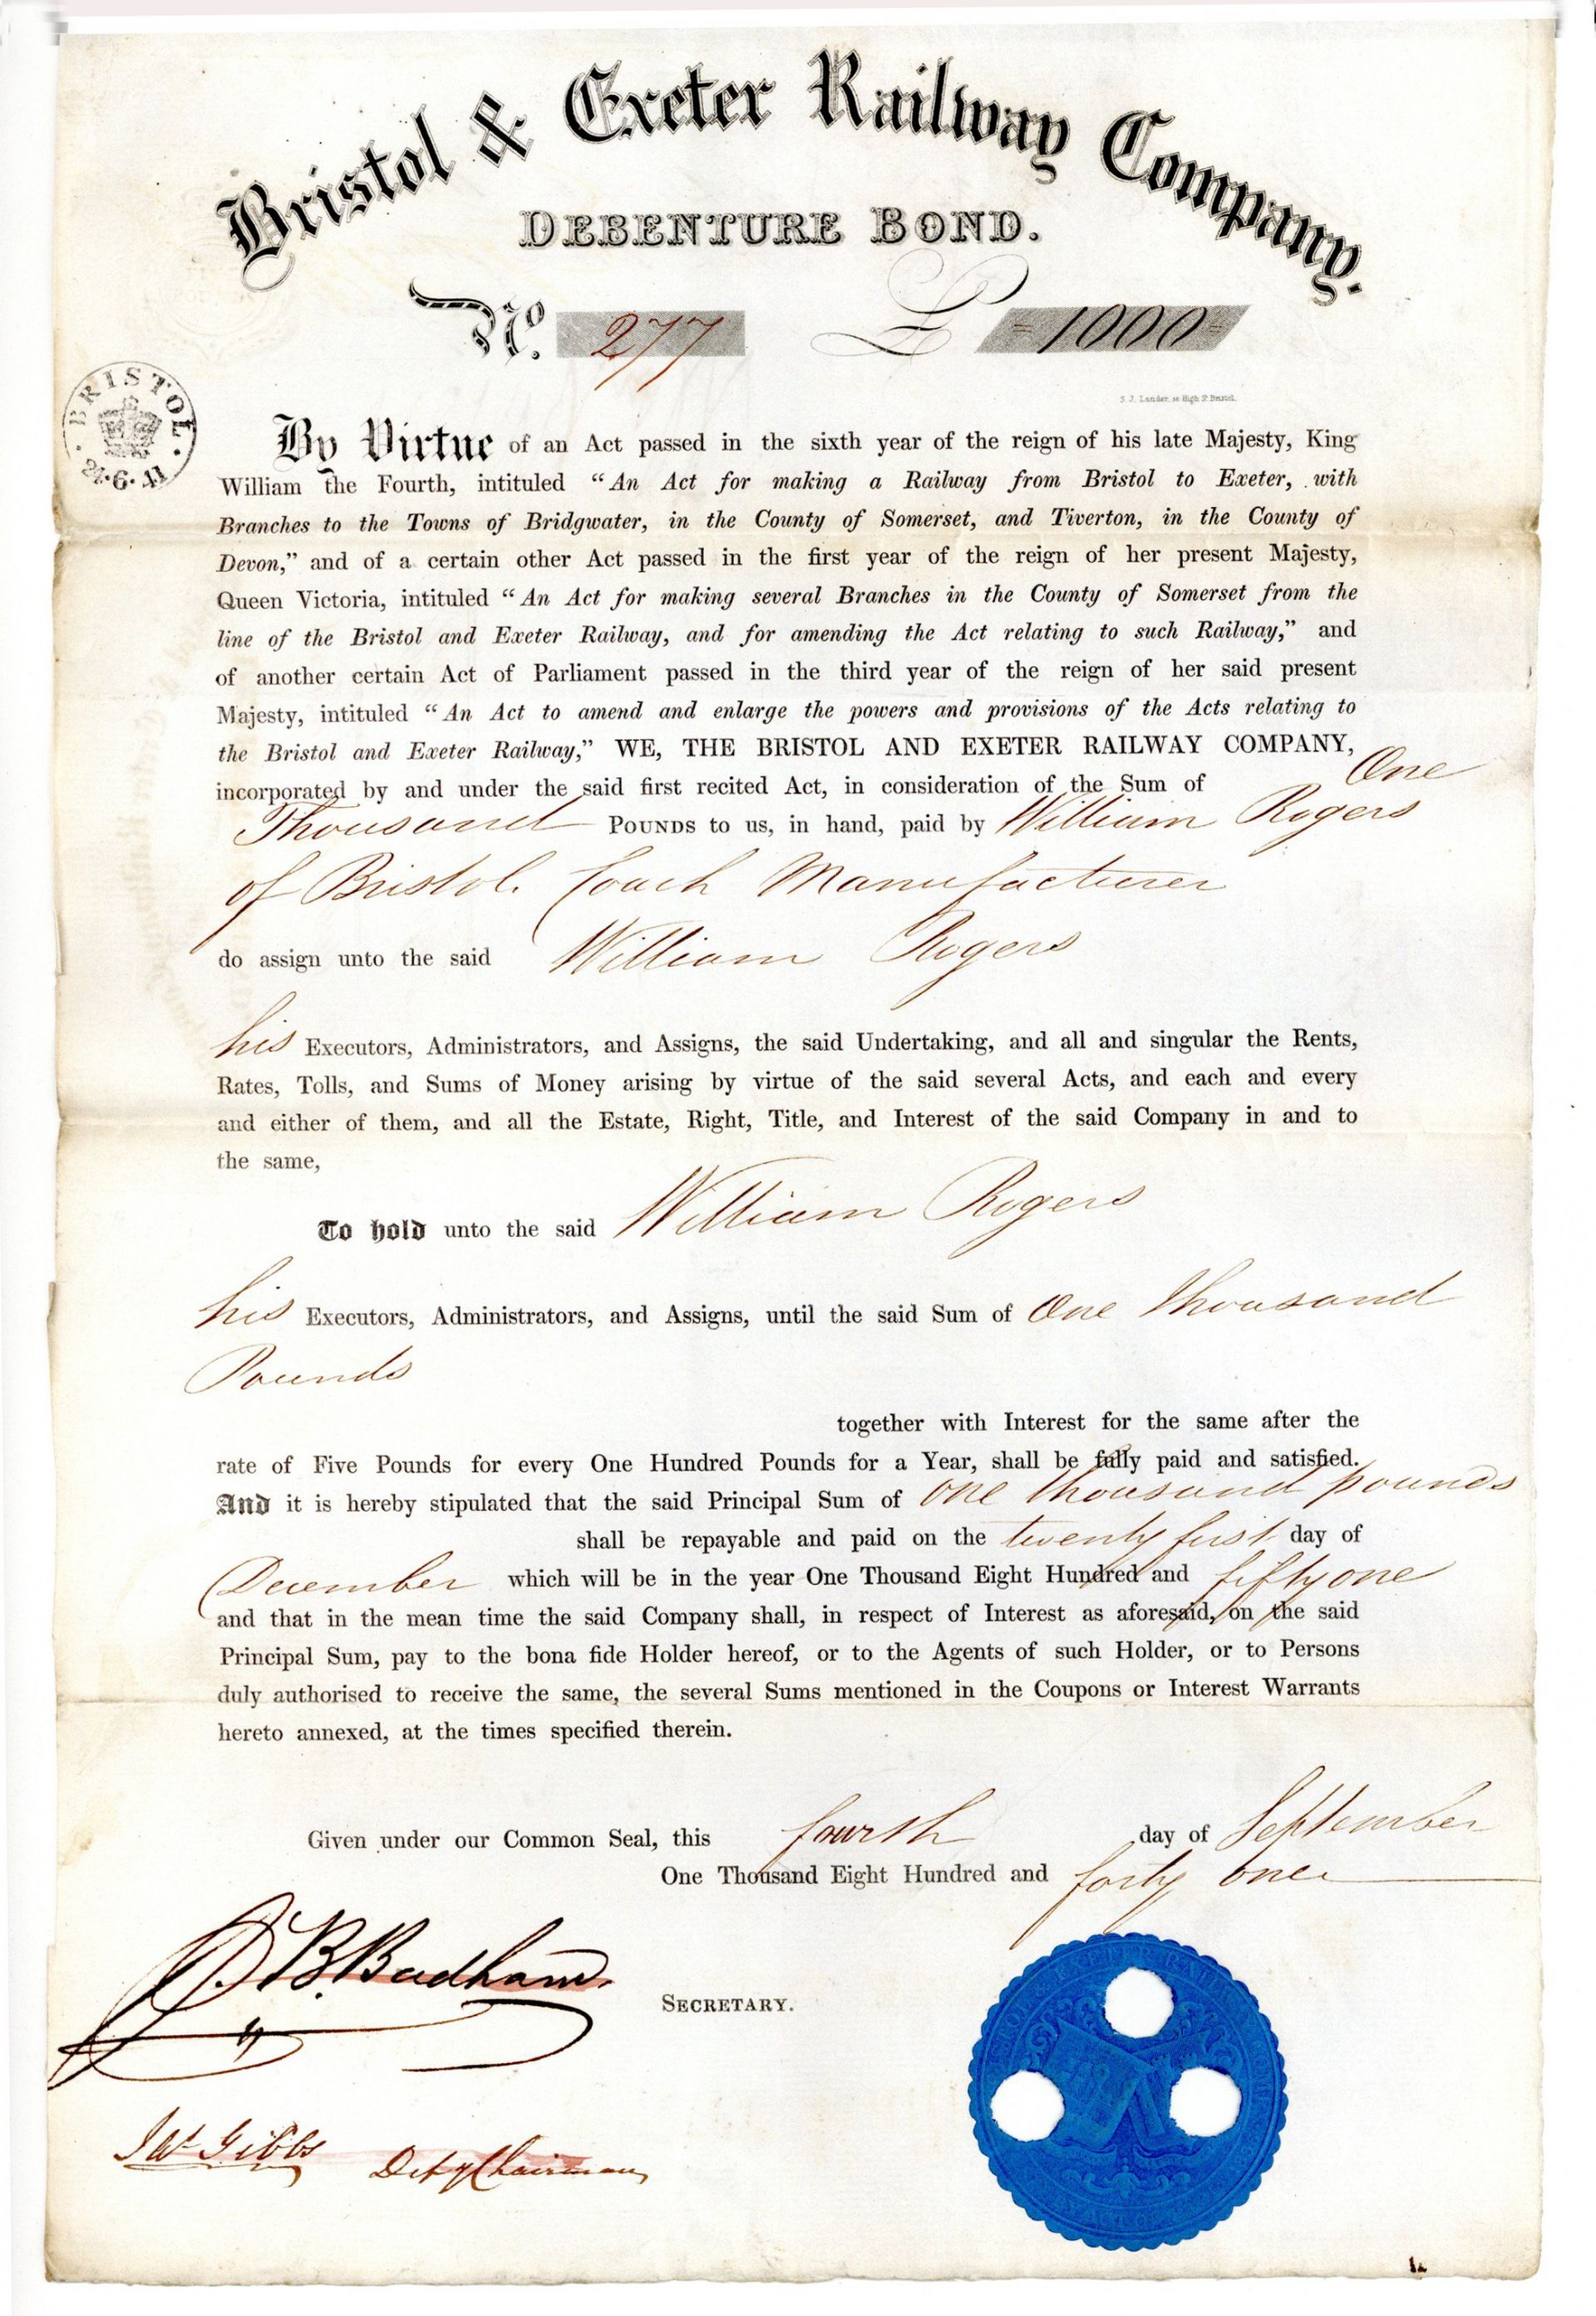 Bristol & Exeter Railway Company.
DEBENTURE BOND.
No. 277 £ =1000=
S. J. Lander, High St. Bristol.
BRISTOL
6.41
By Virtue of an Act passed in the sixth year of the reign of his late Majesty, King
William the Fourth, intituled “An Act for making a Railway from Bristol to Exeter, with
Branches to the Towns of Bridgwater, in the County of Somerset, and Tiverton, in the County of
Devon,” and of a certain other Act passed in the first year of the reign of her present Majesty,
Queen Victoria, intituled “An Act for making several Branches in the County of Somerset from the
line of the Bristol and Exeter Railway, and for amending the Act relating to such Railway,” and
of another certain Act of Parliament passed in the third year of the reign of her said present
Majesty, intituled “An Act to amend and enlarge the powers and provisions of the Acts relating to
the Bristol and Exeter Railway,” WE, THE BRISTOL AND EXETER RAILWAY COMPANY,
incorporated by and under the said first recited Act, in consideration of the Sum of One
Thousand POUNDS to us, in hand, paid by William Rogers
of Bristol. Coach Manufacturer
do assign unto the said William Rogers
his Executors, Administrators, and Assigns, the said Undertaking, and all and singular the Rents,
Rates, Tolls, and Sums of Money arising by virtue of the said several Acts, and each and every
and either of them, and all the Estate, Right, Title, and Interest of the said Company in and to
the same,
To hold unto the said William Rogers
his Executors, Administrators, and Assigns, until the said Sum of One Thousand
Pounds
together with Interest for the same after the
rate of Five Pounds for every One Hundred Pounds for a Year, shall be fully paid and satisfied.
And it is hereby stipulated that the said Principal Sum of One thousand pounds
shall be repayable and paid on the twenty first day of
December which will be in the year One Thousand Eight Hundred and fifty one
and that in the mean time the said Company shall, in respect of Interest as aforesaid, on the said
Principal Sum, pay to the bona fide Holder hereof, or to the Agents of such Holder, or to Persons
duly authorised to receive the same, the several Sums mentioned in the Coupons or Interest Warrants
hereto annexed, at the times specified therein.
Given under our Common Seal, this fourth day of September
One Thousand Eight Hundred and forty one
J. B. Badham.
SECRETARY.
Gibbs Dety Chairman